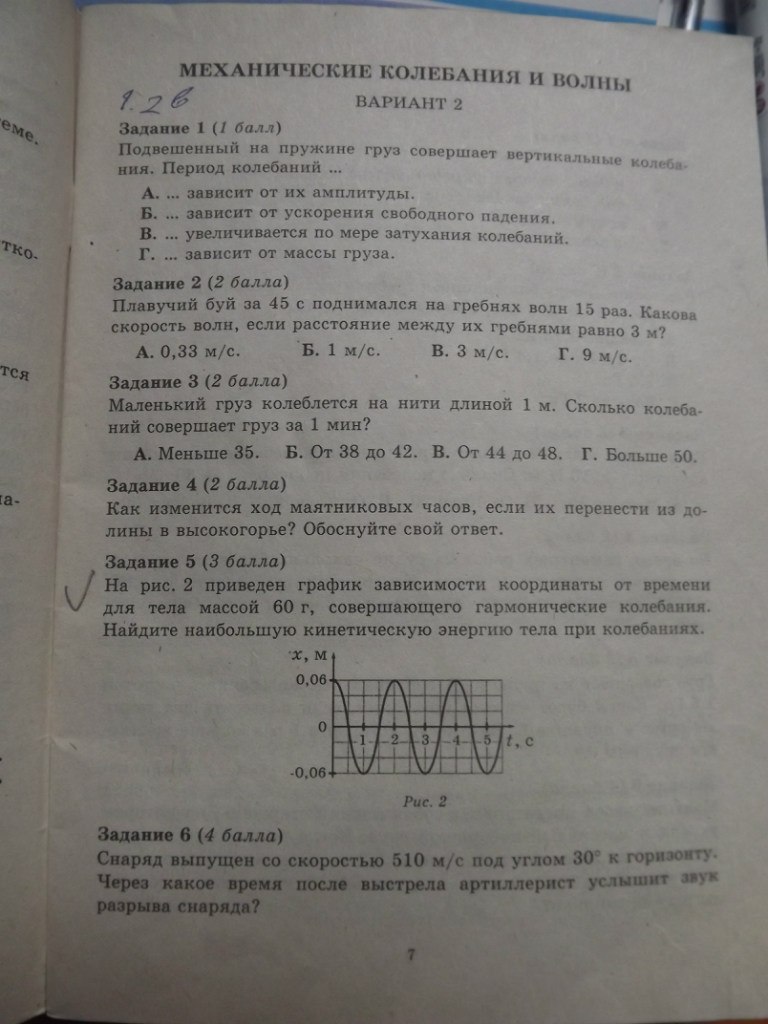 МЕХАНИЧЕСКИЕ КОЛЕБАНИЯ И ВОЛНЫ
ВАРИАНТ 2
Задание 1 (1 балл)
Подвешенный на пружине груз совершает вертикальные колеба-
ния. Период колебаний ...
А. ... зависит от их амплитуды.
Б. ... зависит от ускорения свободного падения.
В. ... увеличивается по мере затухания колебаний.
Г. ... зависит от массы груза.
Задание 2 (2 балла)
Плавучий буй за 45 с поднимался на гребнях волн 15 раз. Какова
скорость волн, если расстояние между их гребнями равно 3 м?
А. 0,33 м/с. Б. 1 м/с. В. 3 м/с. Г. 9 м/с.
Задание 3 (2 балла)
Маленький груз колеблется на нити длиной 1 м. Сколько колеба-
ний совершает груз за 1 мин?
А. Меньше 35. Б. От 38 до 42. В. От 44 до 48. Г. Больше 50.
Задание 4 (2 балла)
Как изменится ход маятниковых часов, если их перенести из до-
лины в высокогорье? Обоснуйте свой ответ.
Задание 5 (3 балла)
На рис. 2 приведен график зависимости координаты от времени
для тела массой 60 г, совершающего гармонические колебания.
Найдите наибольшую кинетическую энергию тела при колебаниях.
x, м
0,06
0
1 2 3 4 5 t, с
-0,06
Рис. 2
Задание 6 (4 балла)
Снаряд выпущен со скоростью 510 м/с под углом 30° к горизонту.
Через какое время после выстрела артиллерист услышит звук
разрыва снаряда?
7
еме.
тко-
тся